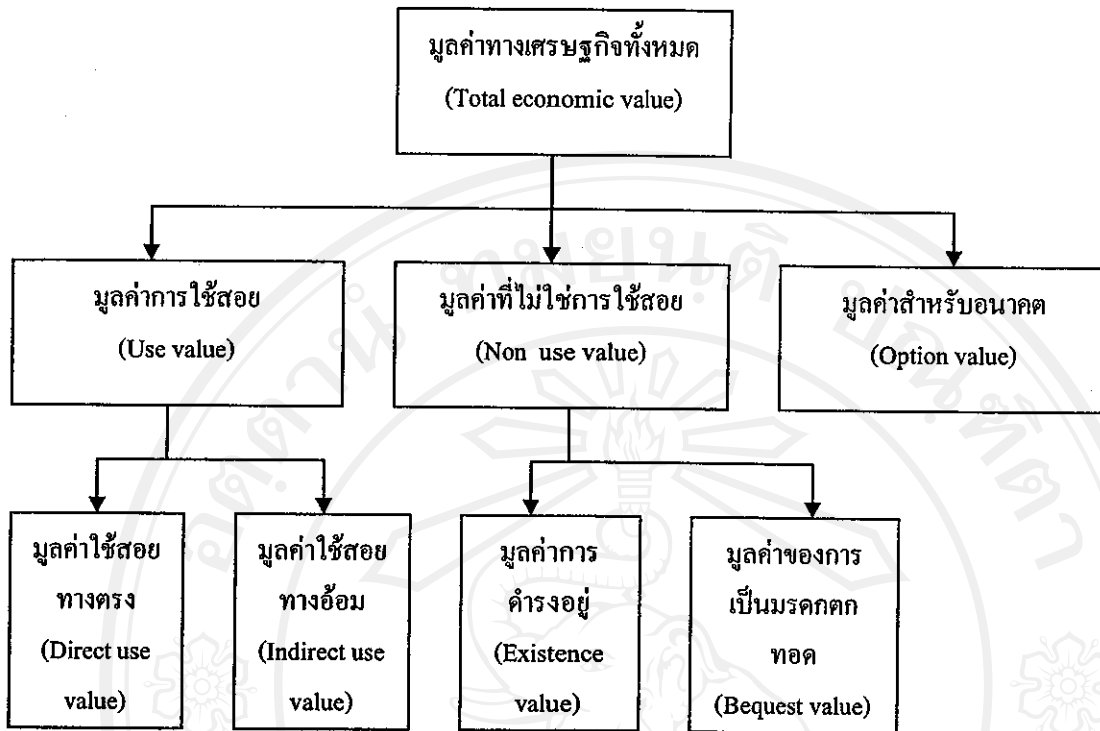 มูลค่าทางเศรษฐกิจทั้งหมด
(Total economic value)
มูลค่าการใช้สอย
(Use value)
มูลค่าที่ไม่ใช่การใช้สอย
(Non use value)
มูลค่าสำหรับอนาคต
(Option value)
มูลค่าใช้สอย
ทางตรง
(Direct use
value)
มูลค่าใช้สอย
ทางอ้อม
(Indirect use
value)
มูลค่าการ
ดำรงอยู่
(Existence
value)
มูลค่าของการ
เป็นมรดกตก
ทอด
(Bequest value)